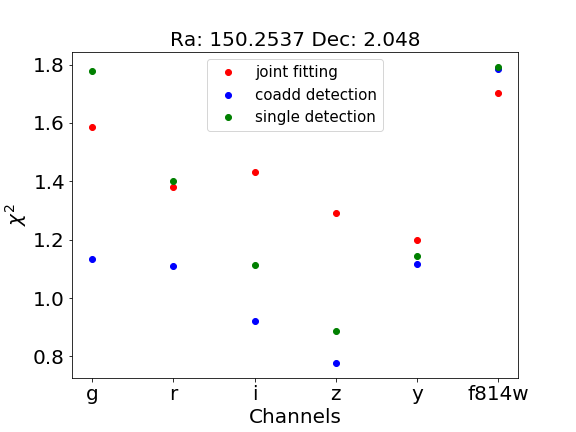 Ra: 150.2537 Dec: 2.048
joint fitting
coadd detection
single detection
χ²
1.8
1.6
1.4
1.2
1.0
0.8
g r i z y f814w
Channels